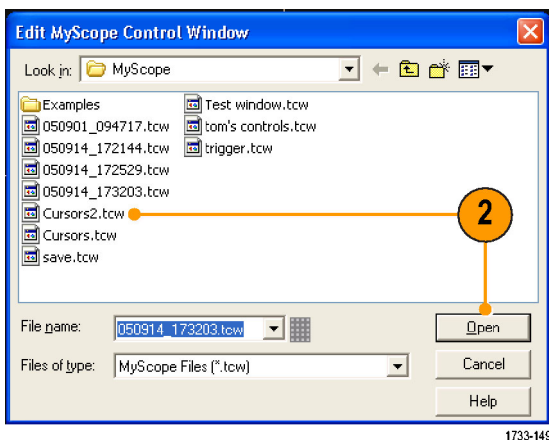 Edit MyScope Control Window
Look in: MyScope
Examples
050901_094717.tcw
050914_172144.tcw
050914_172529.tcw
050914_173203.tcw
Cursors2.tcw
Cursors.tcw
save.tcw
Test window.tcw
tom's controls.tcw
trigger.tcw
2
File name: 050914_173203.tcw
Open
Files of type: MyScope Files (*.tcw)
Cancel
Help
1733-149